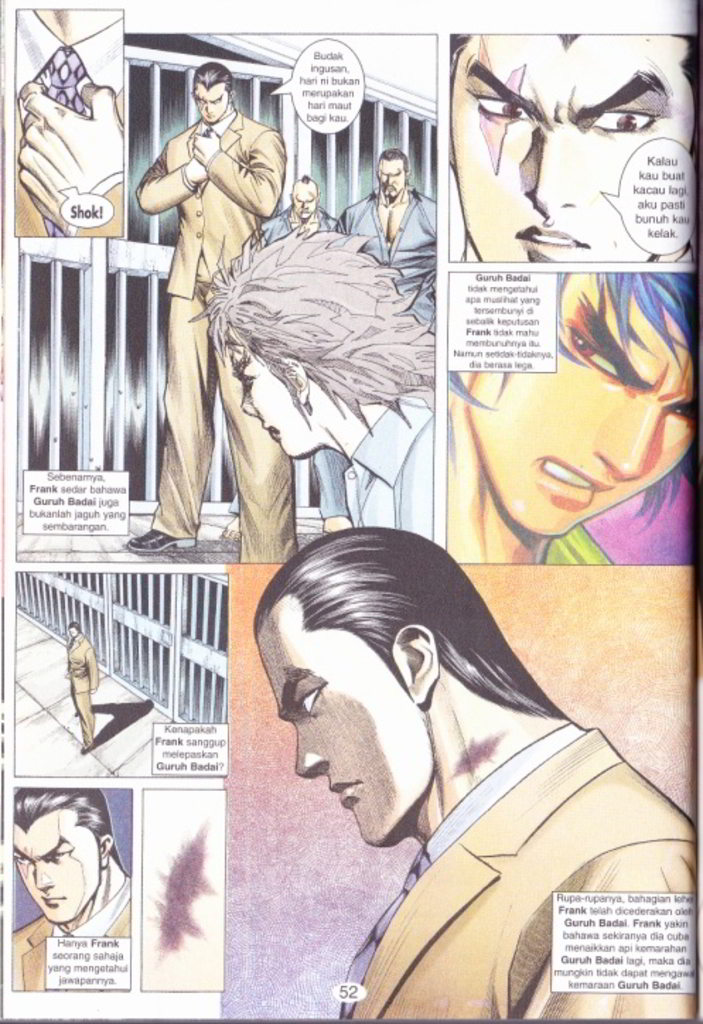 Shok!
Budak
ingusan,
hari ni bukan
merupakan
hari maut
bagi kau.
Kalau
kau buat
kacau lagi,
aku pasti
bunuh kau
kelak.
Guruh Badai
tidak mengetahui
apa muslihat yang
tersembunyi di
sebalik keputusan
Frank tidak mahu
membunuhnya itu.
Namun setidak-tidaknya,
dia berasa lega.
Sebenarnya,
Frank sedar bahawa
Guruh Badai juga
bukanlah jaguh yang
sembarangan.
Kenapakah
Frank sanggup
melepaskan
Guruh Badai?
Hanya Frank
seorang sahaja
yang mengetahui
jawapannya.
Rupa-rupanya, bahagian leher
Frank telah dicederakan oleh
Guruh Badai. Frank yakin
bahawa sekiranya dia cuba
menaikkan api kemarahan
Guruh Badai lagi, maka dia
mungkin tidak dapat mengawal
kemaraan Guruh Badai.
52